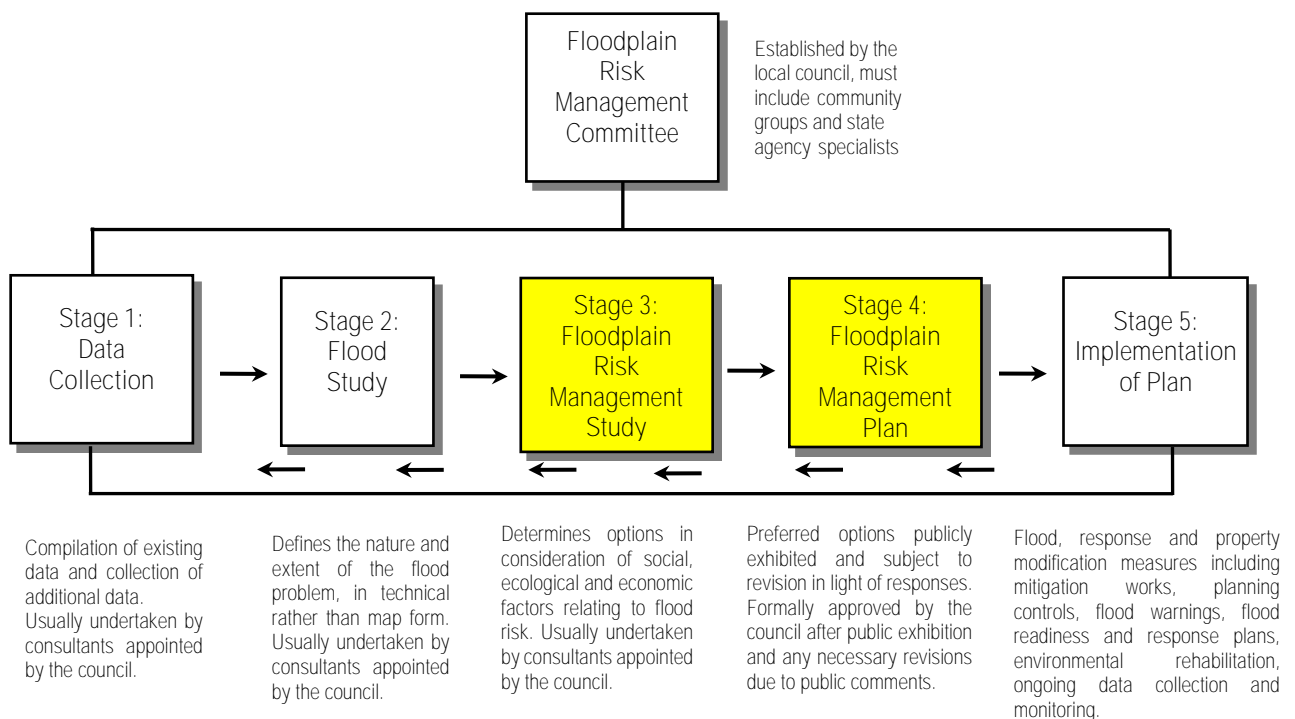 Floodplain
Risk
Management
Committee
Established by the
local council, must
include community
groups and state
agency specialists
Stage 1:
Data
Collection
Stage 2:
Flood
Study
Stage 3:
Floodplain
Risk
Management
Study
Stage 4:
Floodplain
Risk
Management
Plan
Stage 5:
Implementation
of Plan
Compilation of existing
data and collection of
additional data.
Usually undertaken by
consultants appointed
by the council.
Defines the nature and
extent of the flood
problem, in technical
rather than map form.
Usually undertaken by
consultants appointed
by the council.
Determines options in
consideration of social,
ecological and economic
factors relating to flood
risk. Usually undertaken
by consultants appointed
by the council.
Preferred options publicly
exhibited and subject to
revision in light of responses.
Formally approved by the
council after public exhibition
and any necessary revisions
due to public comments.
Flood, response and property
modification measures including
mitigation works, planning
controls, flood warnings, flood
readiness and response plans,
environmental rehabilitation,
ongoing data collection and
monitoring.